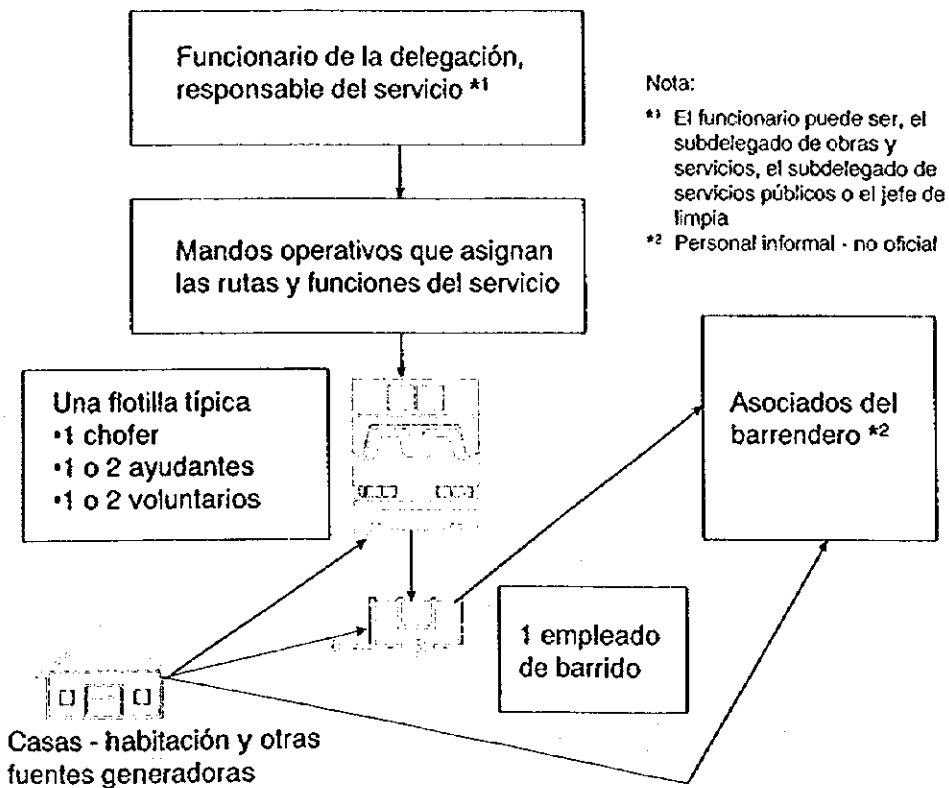 Funcionario de la delegación,
responsable del servicio *1
Nota:
*1 El funcionario puede ser, el
subdelegado de obras y
servicios, el subdelegado de
servicios públicos o el jefe de
limpia
*2 Personal informal - no oficial
Mandos operativos que asignan
las rutas y funciones del servicio
Una flotilla típica
•1 chofer
•1 o 2 ayudantes
•1 o 2 voluntarios
Asociados del
barrendero *2
1 empleado
de barrido
Casas - habitación y otras
fuentes generadoras